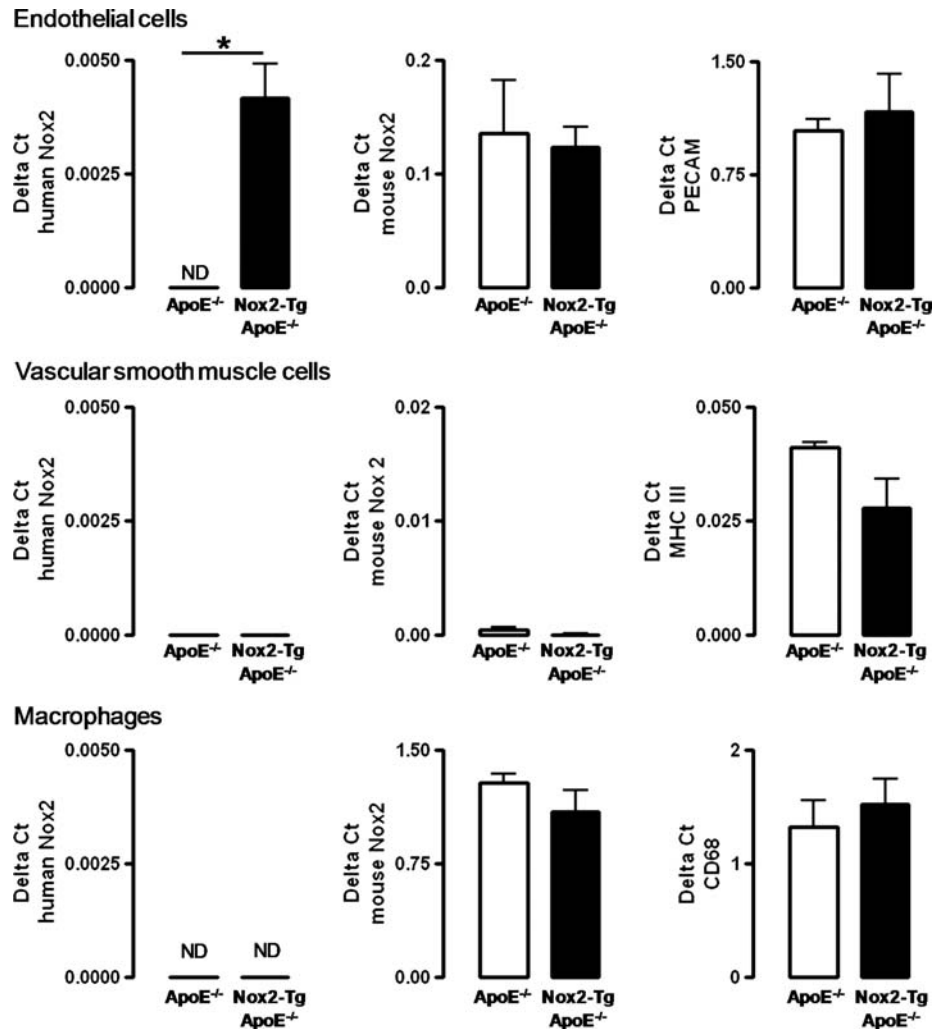 Endothelial cells
Delta Ct
human Nox2
0.0050
0.0025
0.0000
*
ND
ApoE-/-
Nox2-Tg
ApoE-/-
Delta Ct
mouse Nox2
0.2
0.1
0.0
ApoE-/-
Nox2-Tg
ApoE-/-
Delta Ct
PECAM
1.50
0.75
0.00
ApoE-/-
Nox2-Tg
ApoE-/-
Vascular smooth muscle cells
Delta Ct
human Nox2
0.0050
0.0025
0.0000
ApoE-/-
Nox2-Tg
ApoE-/-
Delta Ct
mouse Nox 2
0.02
0.01
0.00
ApoE-/-
Nox2-Tg
ApoE-/-
Delta Ct
MHC III
0.050
0.025
0.000
ApoE-/-
Nox2-Tg
ApoE-/-
Macrophages
Delta Ct
human Nox2
0.0050
0.0025
0.0000
ND
ND
ApoE-/-
Nox2-Tg
ApoE-/-
Delta Ct
mouse Nox2
1.50
0.75
0.00
ApoE-/-
Nox2-Tg
ApoE-/-
Delta Ct
CD68
2
1
0
ApoE-/-
Nox2-Tg
ApoE-/-